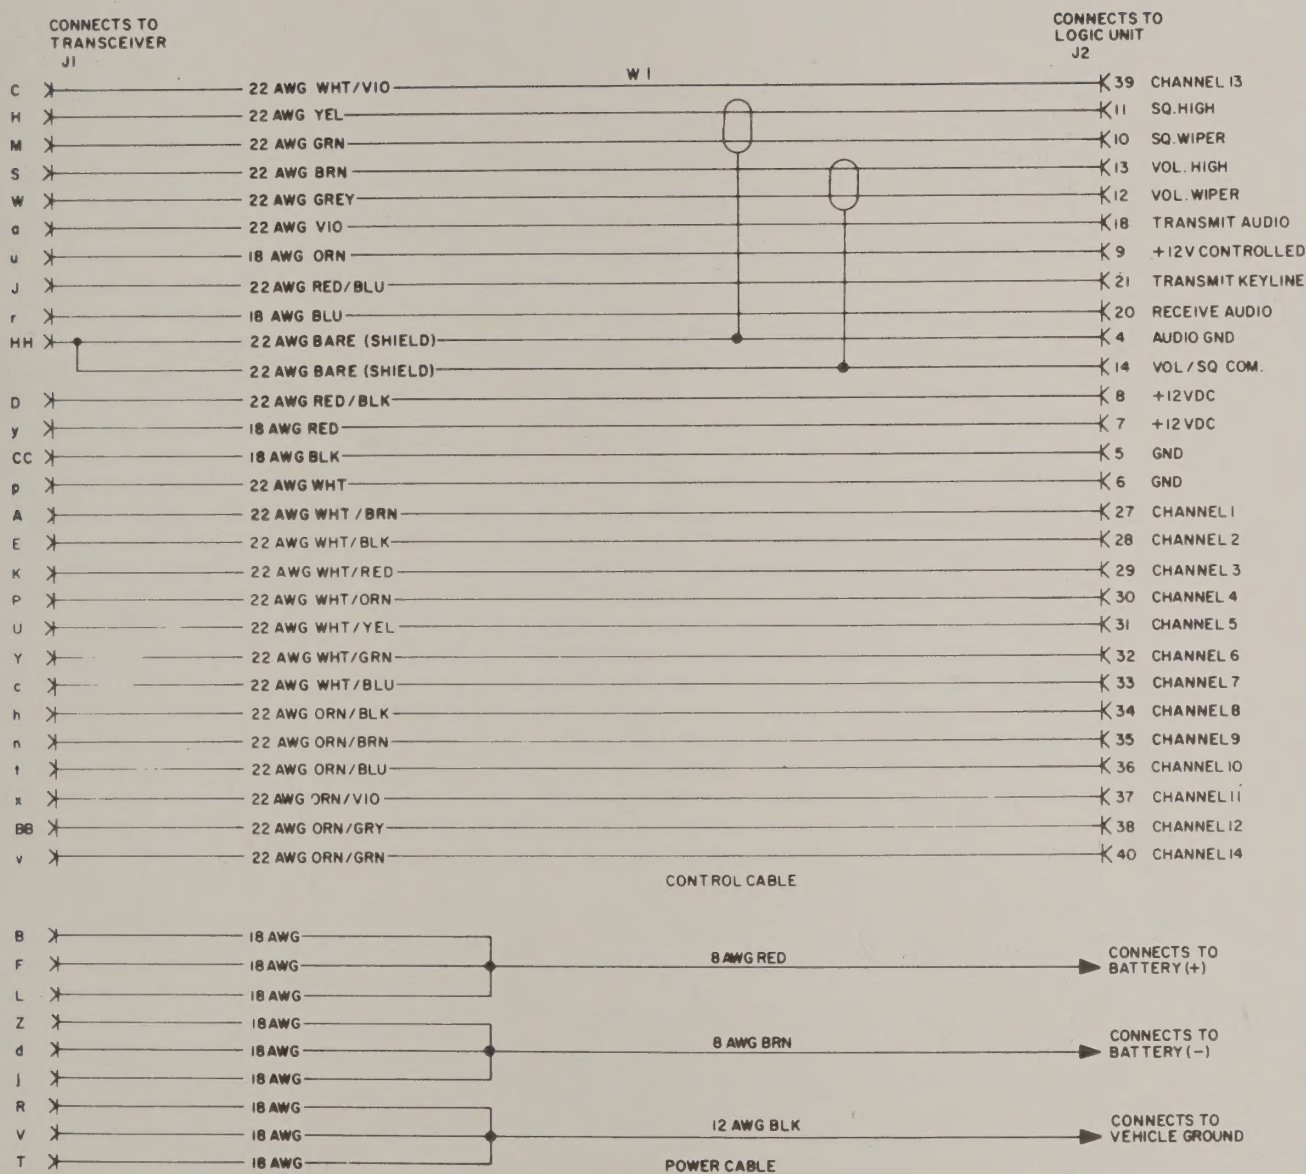 CONNECTS TO TRANSCEIVER J1
CONNECTS TO LOGIC UNIT J2
W1
C 22 AWG WHT/VIO 39 CHANNEL 13
H 22 AWG YEL 11 SQ.HIGH
M 22 AWG GRN 10 SQ.WIPER
S 22 AWG BRN 13 VOL.HIGH
W 22 AWG GREY 12 VOL.WIPER
a 22 AWG VIO 18 TRANSMIT AUDIO
u 18 AWG ORN 9 +12V CONTROLLED
J 22 AWG RED/BLU 21 TRANSMIT KEYLINE
r 18 AWG BLU 20 RECEIVE AUDIO
HH 22 AWG BARE (SHIELD) 4 AUDIO GND
22 AWG BARE (SHIELD) 14 VOL/SQ COM.
D 22 AWG RED/BLK 8 +12VDC
y 18 AWG RED 7 +12VDC
CC 18 AWG BLK 5 GND
p 22 AWG WHT 6 GND
A 22 AWG WHT/BRN 27 CHANNEL 1
E 22 AWG WHT/BLK 28 CHANNEL 2
K 22 AWG WHT/RED 29 CHANNEL 3
P 22 AWG WHT/ORN 30 CHANNEL 4
U 22 AWG WHT/YEL 31 CHANNEL 5
Y 22 AWG WHT/GRN 32 CHANNEL 6
c 22 AWG WHT/BLU 33 CHANNEL 7
h 22 AWG ORN/BLK 34 CHANNEL 8
n 22 AWG ORN/BRN 35 CHANNEL 9
t 22 AWG ORN/BLU 36 CHANNEL 10
x 22 AWG ORN/VIO 37 CHANNEL 11
BB 22 AWG ORN/GRY 38 CHANNEL 12
v 22 AWG ORN/GRN 40 CHANNEL 14
CONTROL CABLE
B 18 AWG
F 18 AWG 8 AWG RED CONNECTS TO BATTERY (+)
L 18 AWG
Z 18 AWG
d 18 AWG 8 AWG BRN CONNECTS TO BATTERY (-)
j 18 AWG
R 18 AWG
V 18 AWG 12 AWG BLK CONNECTS TO VEHICLE GROUND
T 18 AWG
POWER CABLE